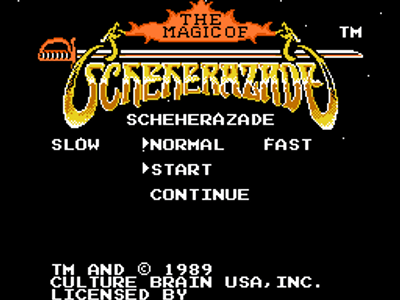 THE
MAGIC OF
TM
SCHEHERAZADE
SCHEHERAZADE
SLOW NORMAL FAST
START
CONTINUE
TM AND © 1989
CULTURE BRAIN USA, INC.
LICENSED BY